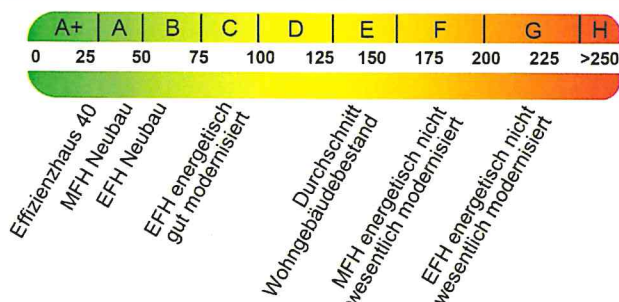 A+ A B C D E F G H
0 25 50 75 100 125 150 175 200 225 >250
Effizienzhaus 40
MFH Neubau
EFH Neubau
EFH energetisch
gut modernisiert
Durchschnitt
Wohngebäudebestand
MFH energetisch nicht
wesentlich modernisiert
EFH energetisch nicht
wesentlich modernisiert